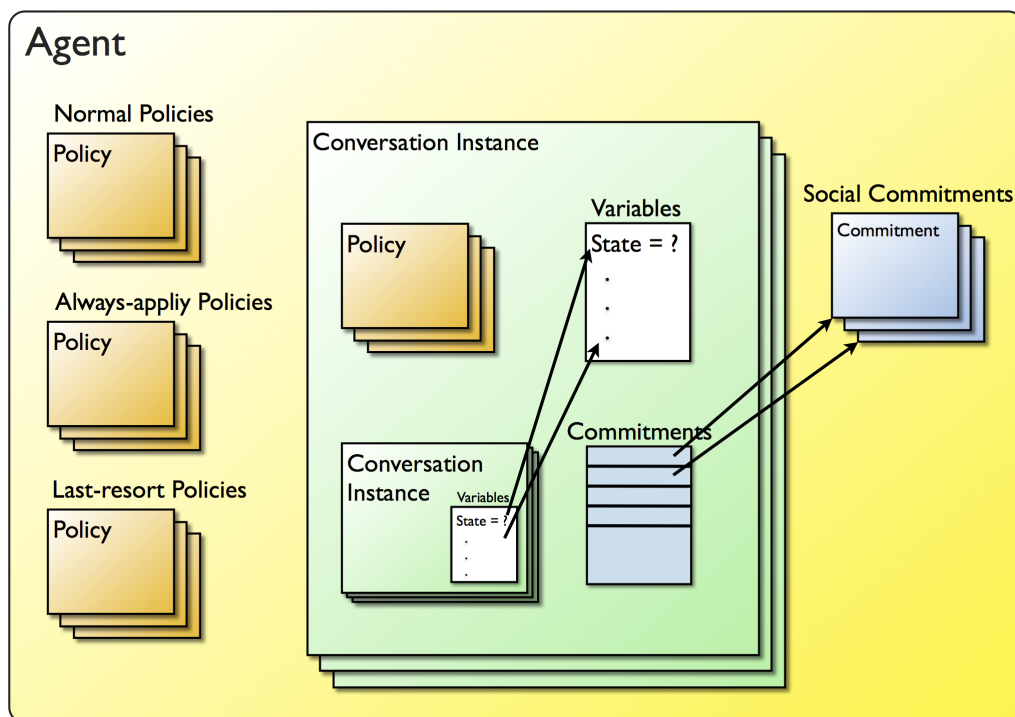 Agent
Normal Policies
Policy
Always-appliy Policies
Policy
Last-resort Policies
Policy
Conversation Instance
Policy
Variables
State = ?
.
.
.
Conversation
Instance
Variables
State = ?
.
.
.
Commitments
Social Commitments
Commitment